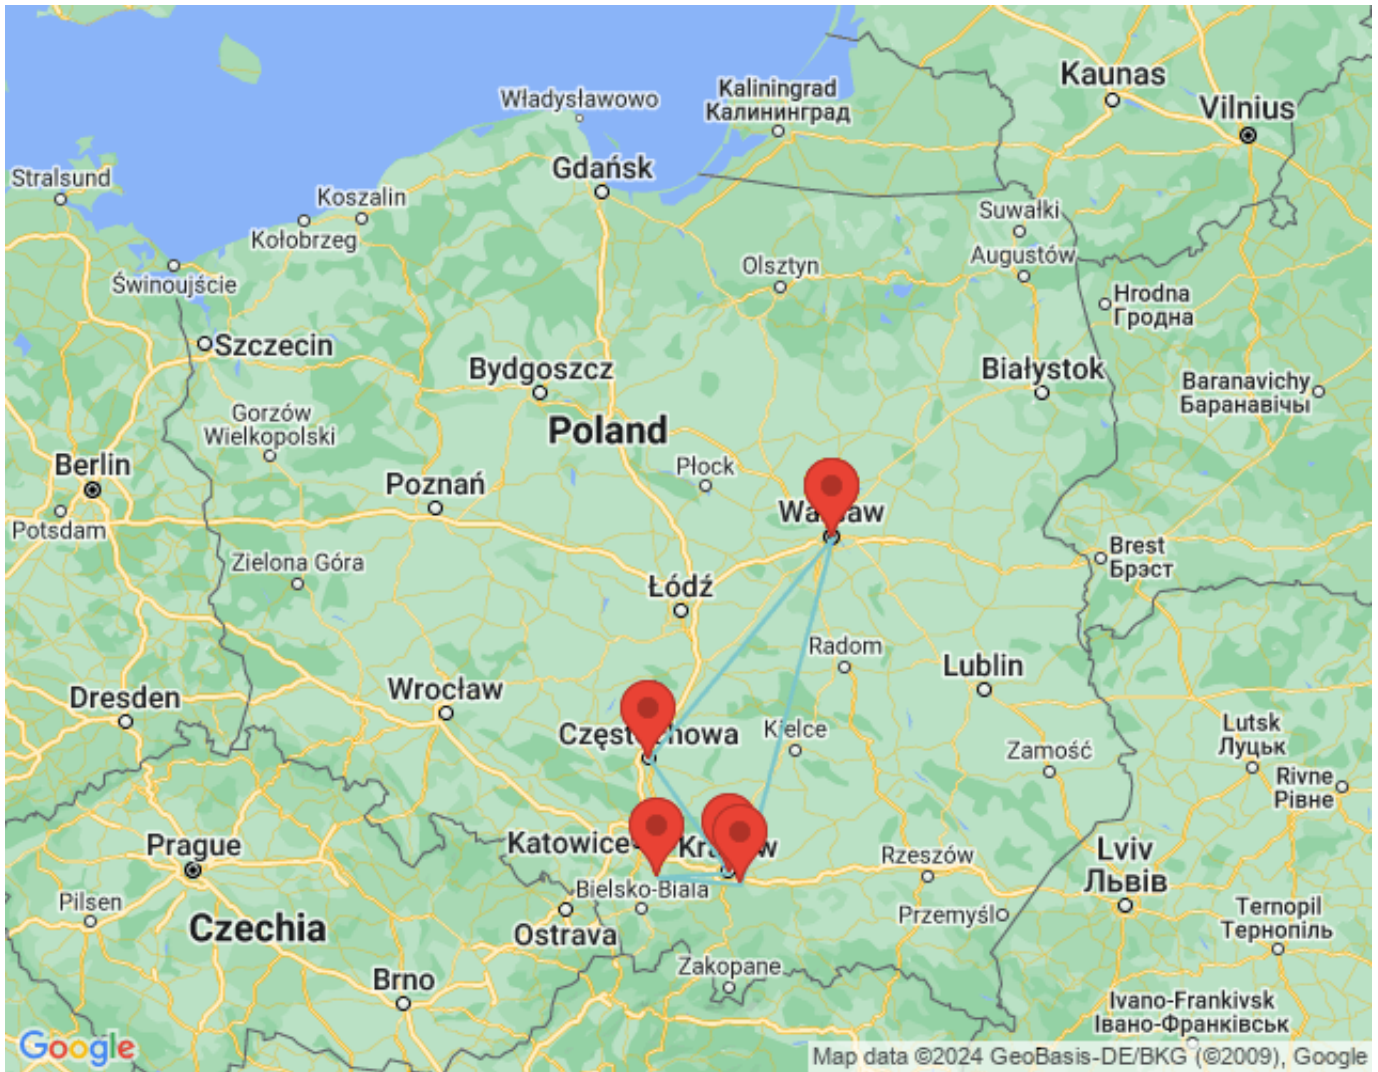 Kaunas
Vilnius
Kaliningrad
Калининград
Władysławowo
Gdańsk
Stralsund
Koszalin
Kołobrzeg
Suwałki
Augustów
Olsztyn
Świnoujście
Hrodna
Гродна
Szczecin
Bydgoszcz
Białystok
Baranavichy
Баранавічы
Gorzów
Wielkopolski
Poland
Berlin
Płock
Poznań
Potsdam
Brest
Брэст
Zielona Góra
Łódź
Radom
Lublin
Dresden
Wrocław
Kielce
Lutsk
Луцьк
Zamość
Rivne
Рівне
Prague
Katowice
Rzeszów
Lviv
Львів
Pilsen
Bielsko-Biala
Przemyśl
Ternopil
Тернопіль
Czechia
Ostrava
Zakopane
Brno
Ivano-Frankivsk
Івано-Франківськ
Google
Map data ©2024 GeoBasis-DE/BKG (©2009), Google